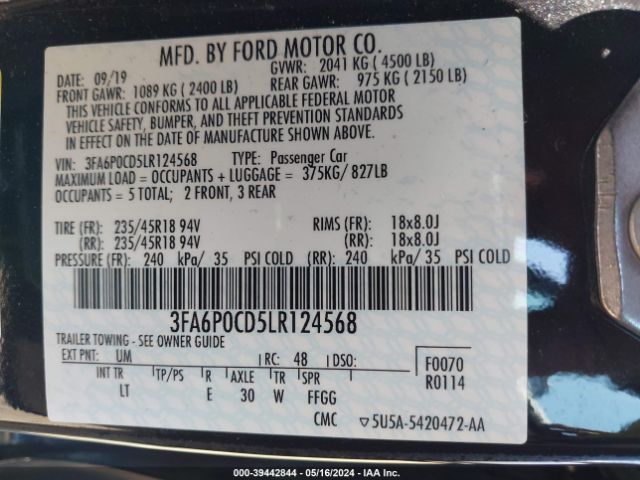 MFD. BY FORD MOTOR CO.
DATE: 09/19 GVWR: 2041 KG ( 4500 LB)
FRONT GAWR: 1089 KG ( 2400 LB) REAR GAWR: 975 KG ( 2150 LB)
THIS VEHICLE CONFORMS TO ALL APPLICABLE FEDERAL MOTOR
VEHICLE SAFETY, BUMPER, AND THEFT PREVENTION STANDARDS
IN EFFECT ON THE DATE OF MANUFACTURE SHOWN ABOVE.
VIN: 3FA6P0CD5LR124568 TYPE: Passenger Car
MAXIMUM LOAD = OCCUPANTS + LUGGAGE = 375KG/ 827LB
OCCUPANTS = 5 TOTAL; 2 FRONT, 3 REAR
TIRE (FR): 235/45R18 94V RIMS (FR): 18x8.0J
(RR): 235/45R18 94V (RR): 18x8.0J
PRESSURE (FR): 240 kPa/ 35 PSI COLD (RR): 240 kPa/ 35 PSI COLD
3FA6P0CD5LR124568
TRAILER TOWING - SEE OWNER GUIDE
EXT PNT: UM RC: 48 DSO: F0070
INT TR TP/PS R AXLE TR SPR R0114
LT E 30 W FFGG
CMC ▽5U5A-5420472-AA
000-39442844 - 05/16/2024 - IAA Inc.